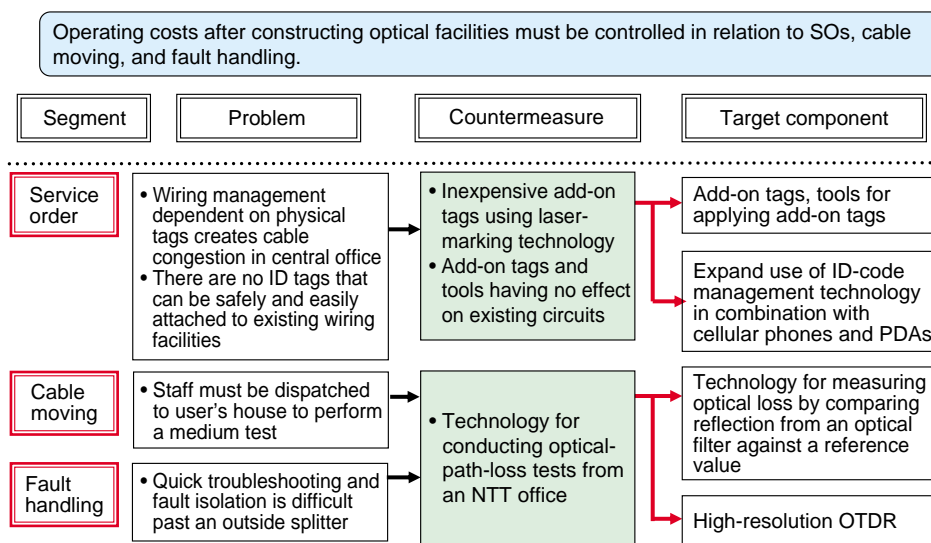 Operating costs after constructing optical facilities must be controlled in relation to SOs, cable
moving, and fault handling.
Segment
Problem
Countermeasure
Target component
Service
order
• Wiring management
dependent on physical
tags creates cable
congestion in central office
• There are no ID tags that
can be safely and easily
attached to existing wiring
facilities
• Inexpensive add-on
tags using laser-
marking technology
• Add-on tags and
tools having no effect
on existing circuits
Add-on tags, tools for
applying add-on tags
Expand use of ID-code
management technology
in combination with
cellular phones and PDAs
Cable
moving
• Staff must be dispatched
to user's house to perform
a medium test
Fault
handling
• Quick troubleshooting and
fault isolation is difficult
past an outside splitter
• Technology for
conducting optical-
path-loss tests from
an NTT office
Technology for measuring
optical loss by comparing
reflection from an optical
filter against a reference
value
High-resolution OTDR